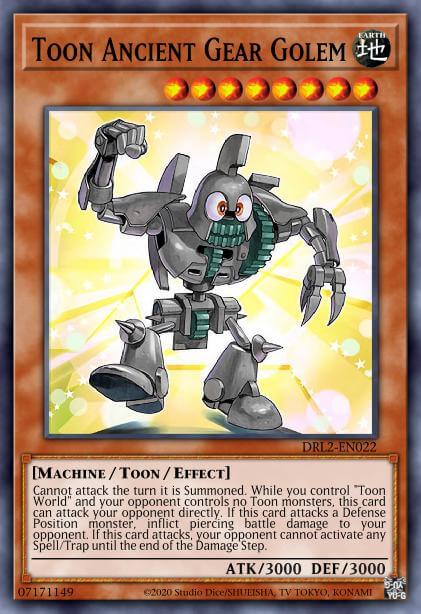 TOON ANCIENT GEAR GOLEM
EARTH
地
DRL2-EN022
[MACHINE / TOON / EFFECT]
Cannot attack the turn it is Summoned. While you control "Toon
World" and your opponent controls no Toon monsters, this card
can attack your opponent directly. If this card attacks a Defense
Position monster, inflict piercing battle damage to your
opponent. If this card attacks, your opponent cannot activate any
Spell/Trap until the end of the Damage Step.
ATK/3000 DEF/3000
07171149
©2020 Studio Dice/SHUEISHA, TV TOKYO, KONAMI